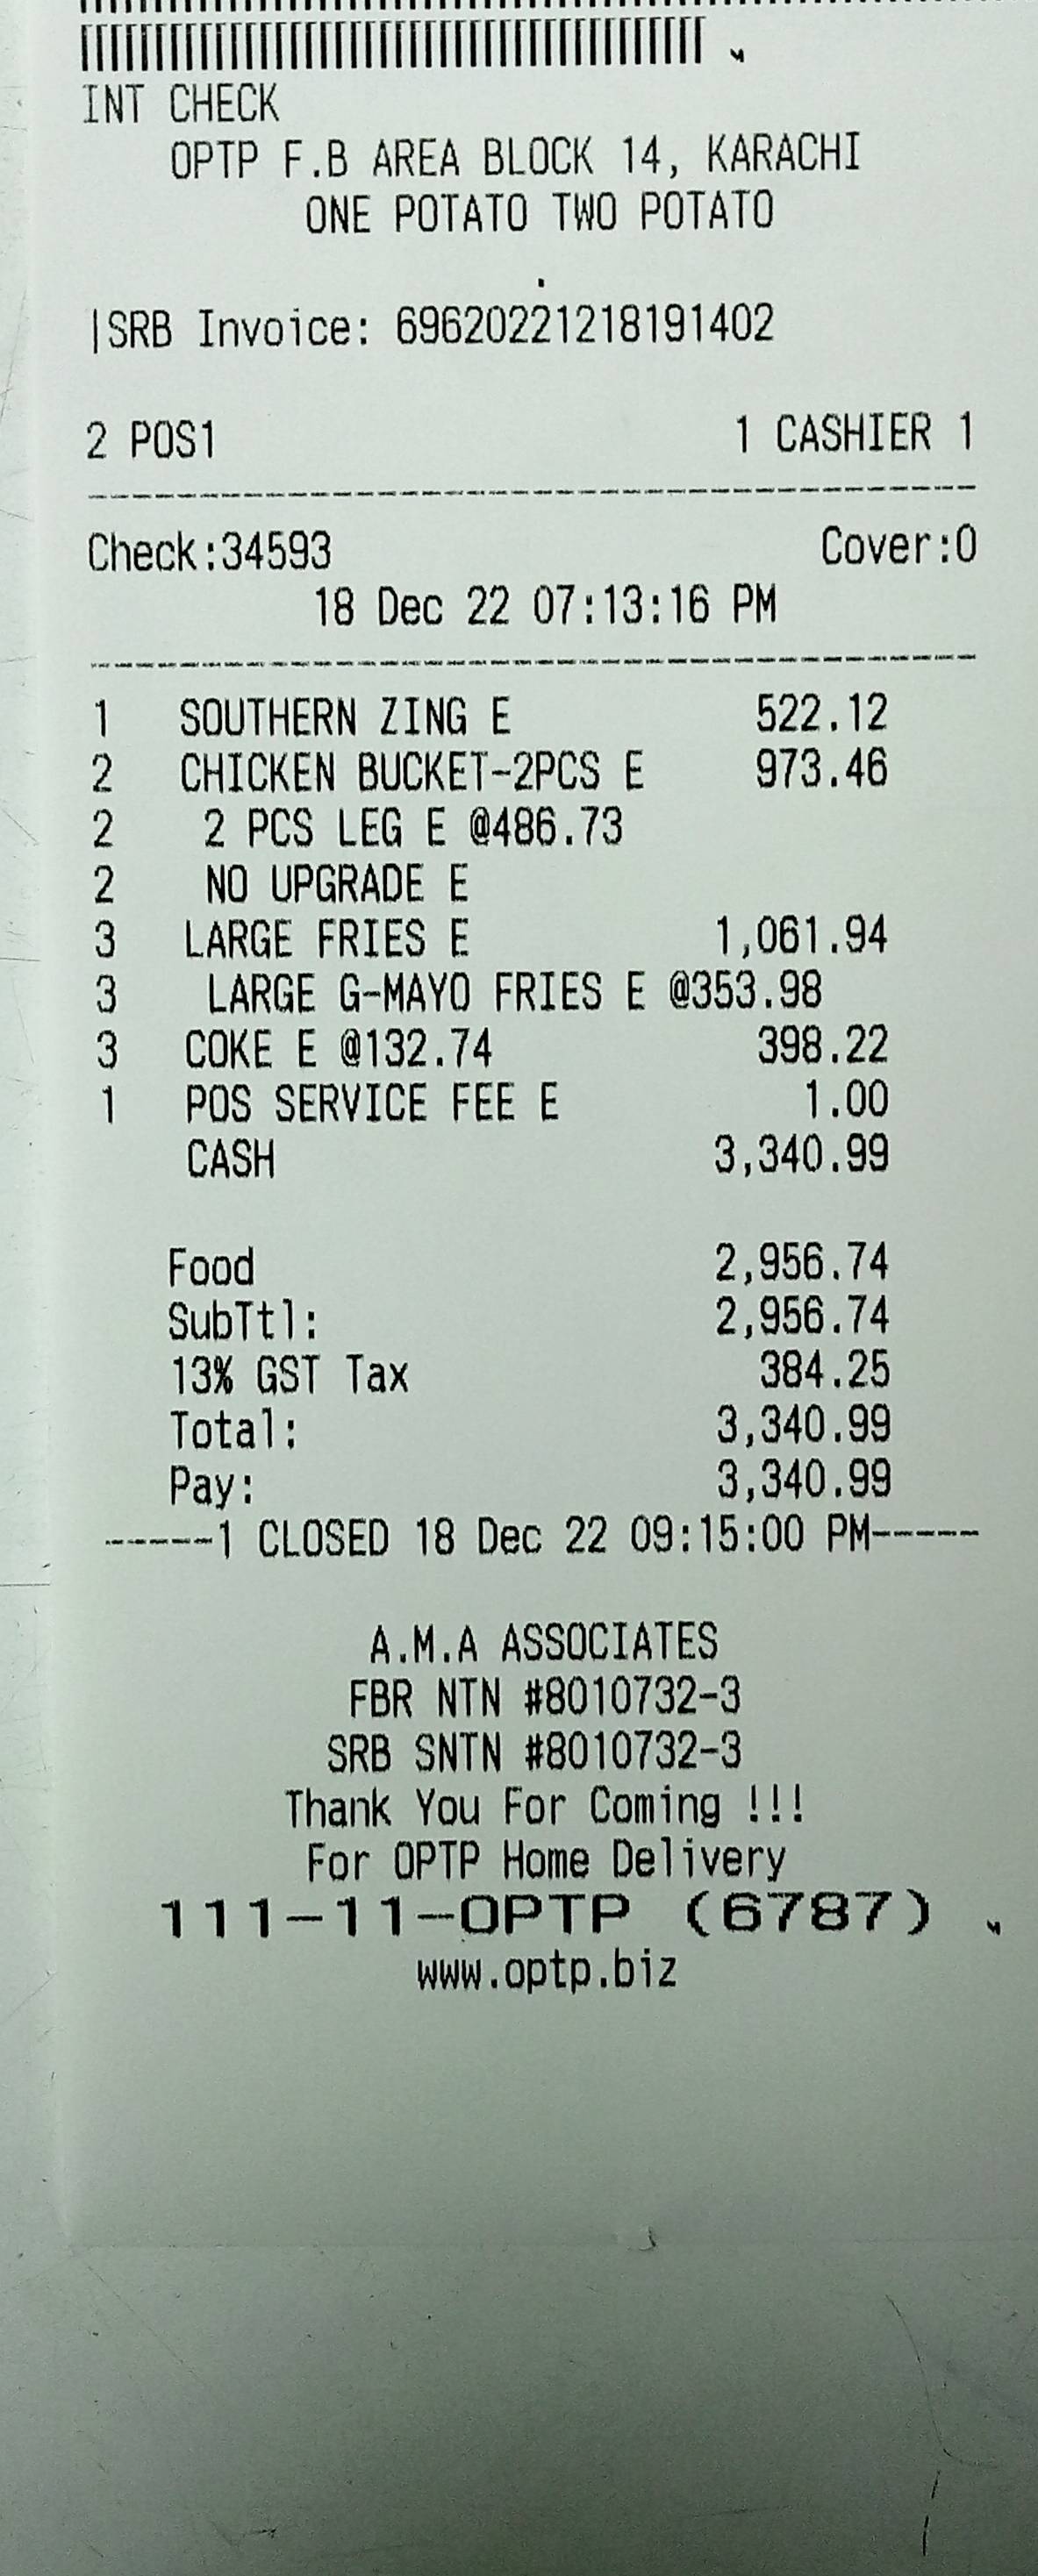 INT CHECK
OPTP F.B AREA BLOCK 14, KARACHI
ONE POTATO TWO POTATO
|SRB Invoice: 69620221218191402
2 POS1 1 CASHIER 1
Check:34593 Cover:0
18 Dec 22 07:13:16 PM
1 SOUTHERN ZING E 522.12
2 CHICKEN BUCKET-2PCS E 973.46
2 2 PCS LEG E @486.73
2 NO UPGRADE E
3 LARGE FRIES E 1,061.94
3 LARGE G-MAYO FRIES E @353.98
3 COKE E @132.74 398.22
1 POS SERVICE FEE E 1.00
CASH 3,340.99
Food 2,956.74
SubTtl: 2,956.74
13% GST Tax 384.25
Total: 3,340.99
Pay: 3,340.99
------1 CLOSED 18 Dec 22 09:15:00 PM-----
A.M.A ASSOCIATES
FBR NTN #8010732-3
SRB SNTN #8010732-3
Thank You For Coming !!!
For OPTP Home Delivery
111-11-OPTP (6787)
www.optp.biz